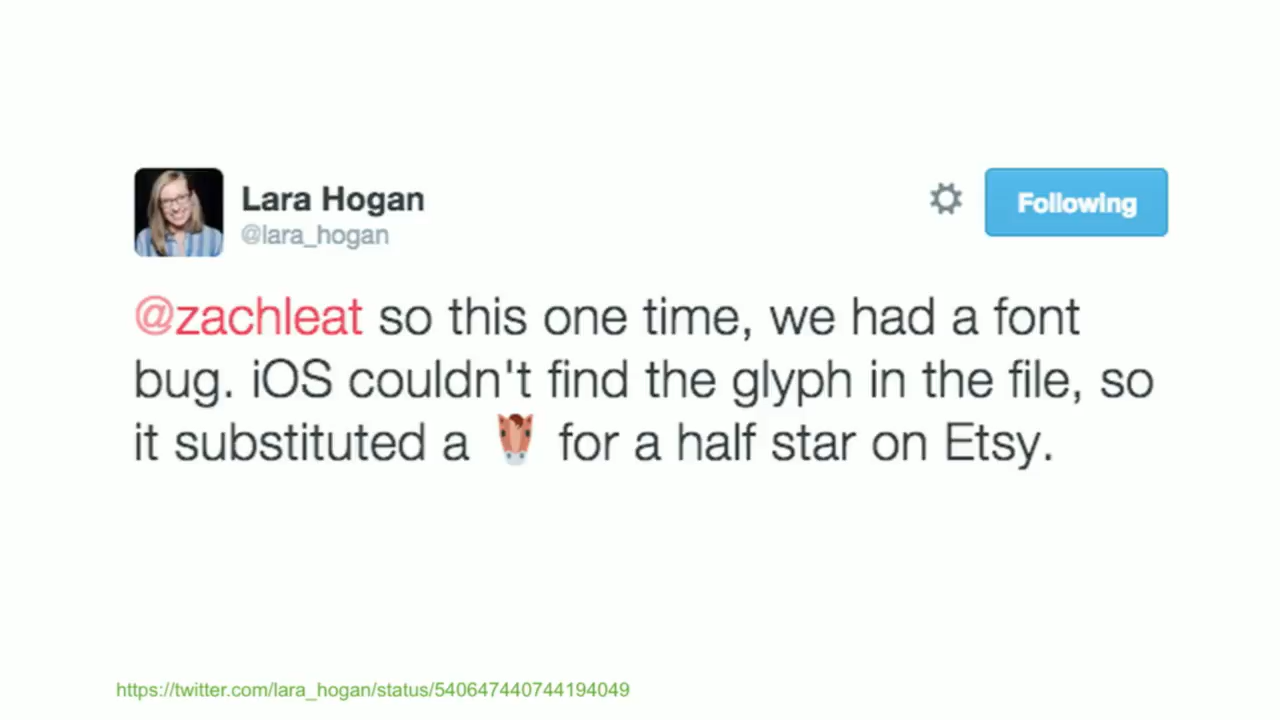 Lara Hogan
@lara_hogan
Following
@zachleat so this one time, we had a font
bug. iOS couldn't find the glyph in the file, so
it substituted a 🐴 for a half star on Etsy.
https://twitter.com/lara_hogan/status/540647440744194049